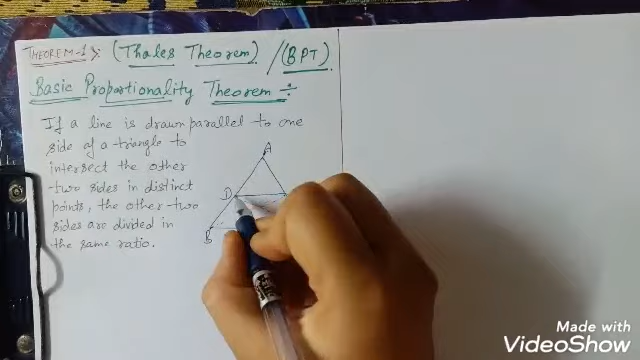 THEOREM-1 :- (Thales Theorem) / (BPT)
Basic Proportionality Theorem ÷
If a line is drawn parallel to one
side of a triangle to
intersect the other
two sides in distinct
points, the other two
sides are divided in
the same ratio.
A
D
B
Made with
VideoShow